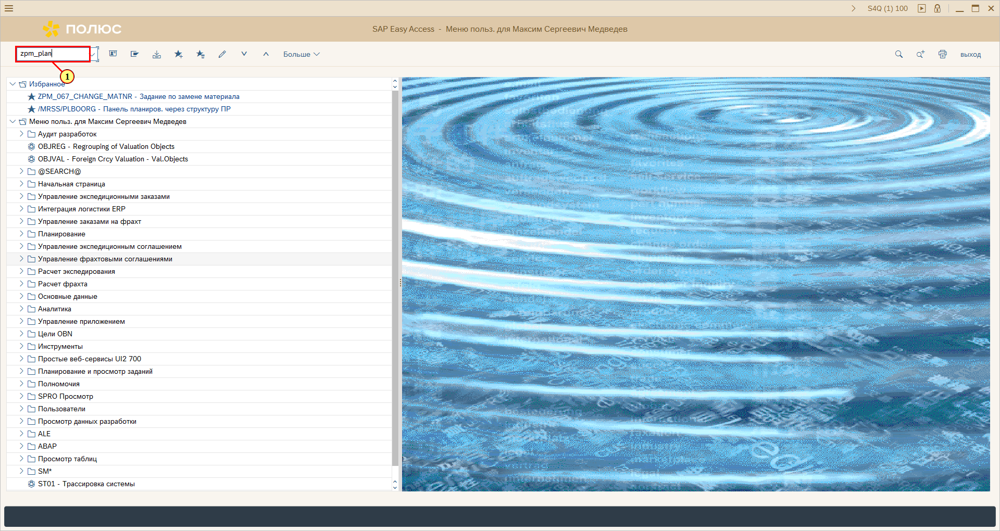 S4Q (1) 100
ПОЛЮС
SAP Easy Access - Меню польз. для Максим Сергеевич Медведев
zpm_plan
Больше
выход
1
Избранное
ZPM_067_CHANGE_MATNR - Задание по замене материала
/MRSS/PLBOORG - Панель планиров. через структуру ПР
Меню польз. для Максим Сергеевич Медведев
Аудит разработок
OBJREG - Regrouping of Valuation Objects
OBJVAL - Foreign Crcy Valuation - Val.Objects
@SEARCH@
Начальная страница
Управление экспедиционными заказами
Интеграция логистики ERP
Управление заказами на фрахт
Планирование
Управление экспедиционным соглашением
Управление фрахтовыми соглашениями
Расчет экспедирования
Расчет фрахта
Основные данные
Аналитика
Управление приложением
Цели OBN
Инструменты
Простые веб-сервисы UI2 700
Планирование и просмотр заданий
Полномочия
SPRO Просмотр
Пользователи
Просмотр данных разработки
ALE
ABAP
Просмотр таблиц
SM*
ST01 - Трассировка системы